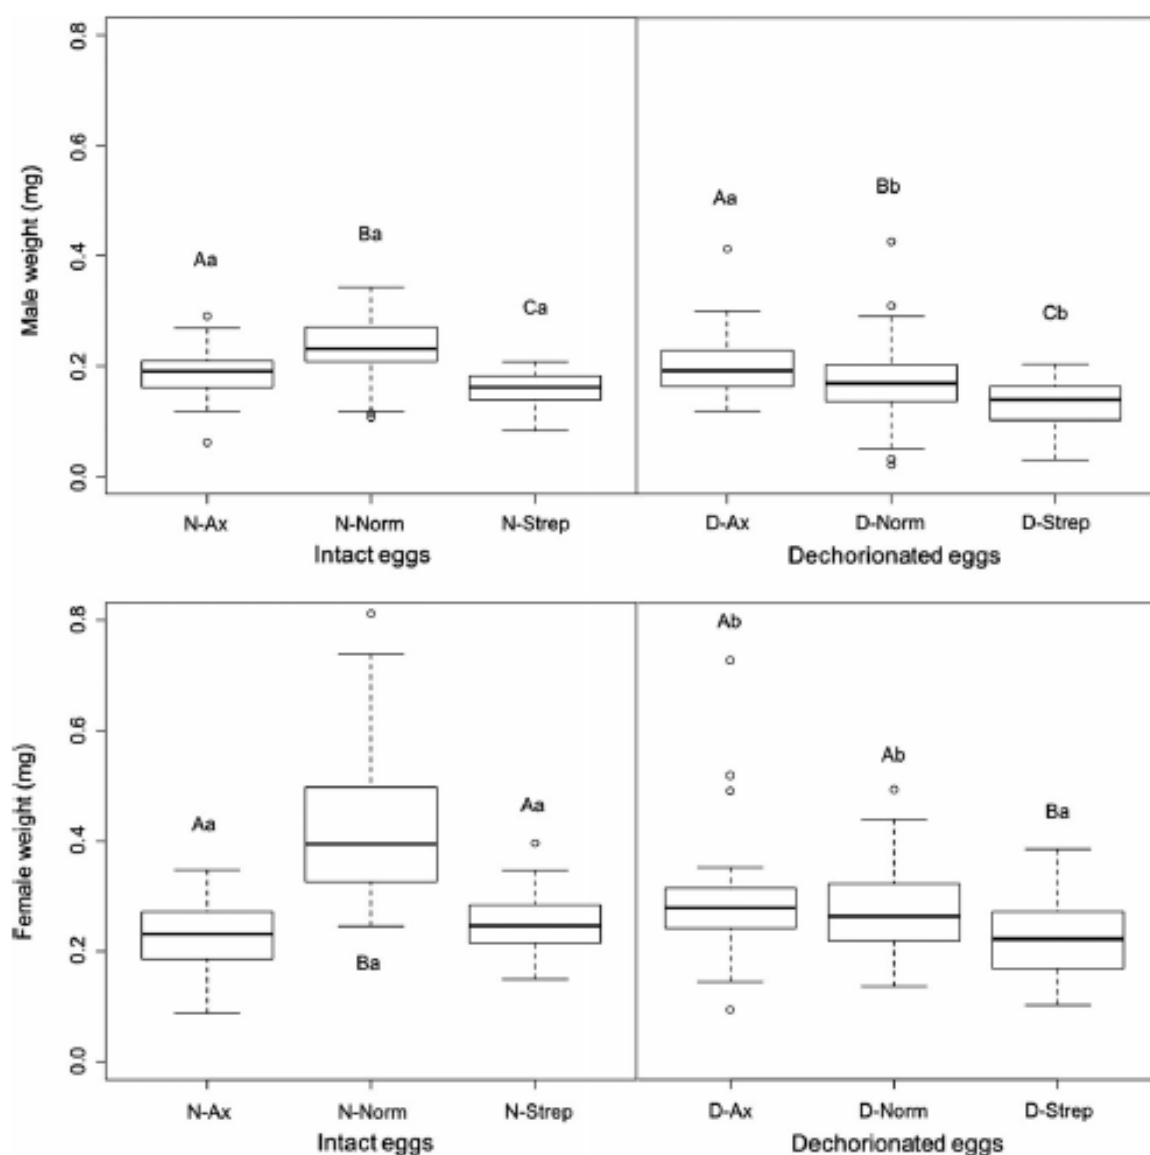 Male weight (mg)
0.8
0.6
0.4
0.2
0.0
Aa
Ba
Ca
Aa
Bb
Cb
N-Ax N-Norm N-Strep D-Ax D-Norm D-Strep
Intact eggs Dechorionated eggs
Female weight (mg)
0.8
0.6
0.4
0.2
0.0
Aa
Ba
Aa
Ab
Ab
Ba
N-Ax N-Norm N-Strep D-Ax D-Norm D-Strep
Intact eggs Dechorionated eggs